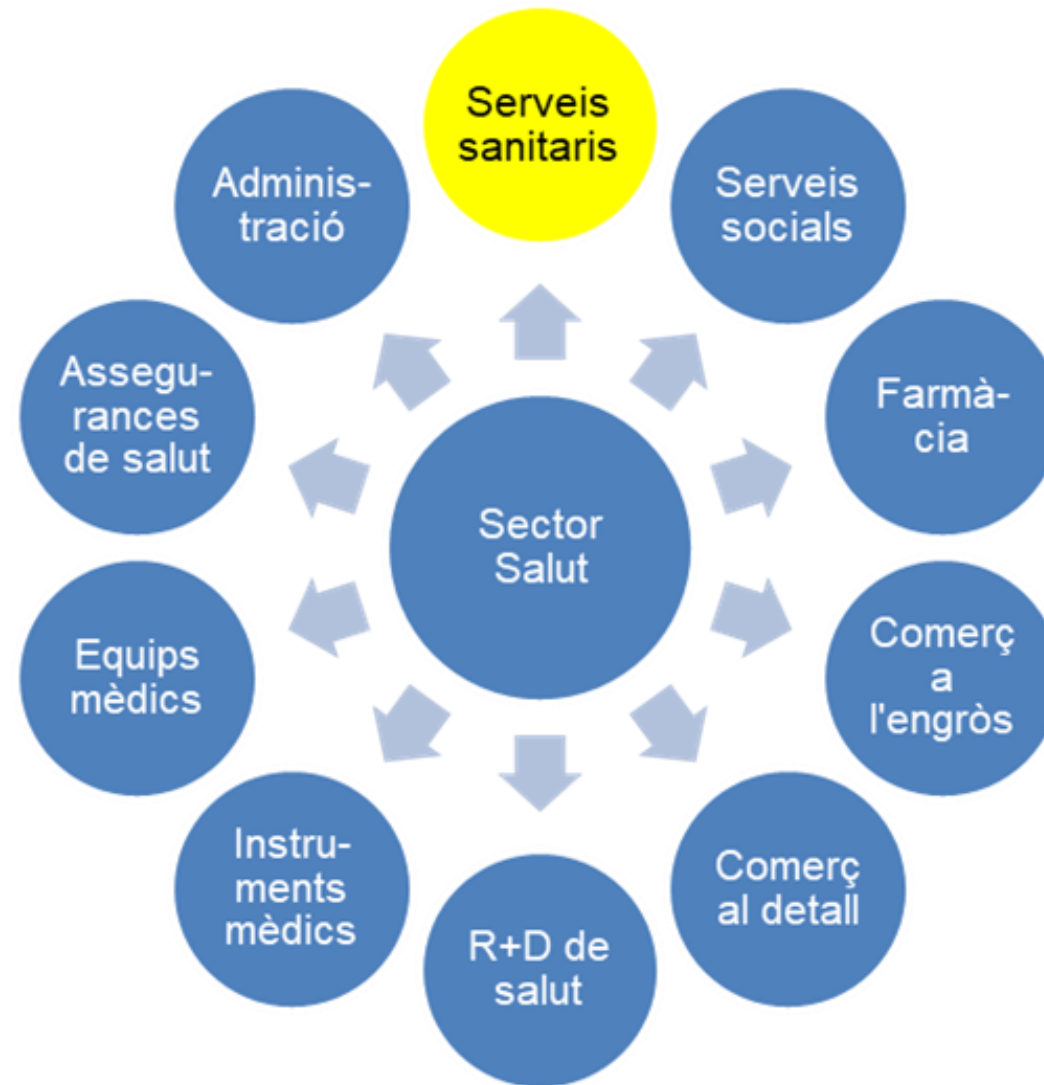 Serveis
sanitaris
Serveis
socials
Farmà-
cia
Comerç
a
l'engròs
Comerç
al detall
R+D de
salut
Instru-
ments
mèdics
Equips
mèdics
Assegu-
rances
de salut
Adminis-
tració
Sector
Salut